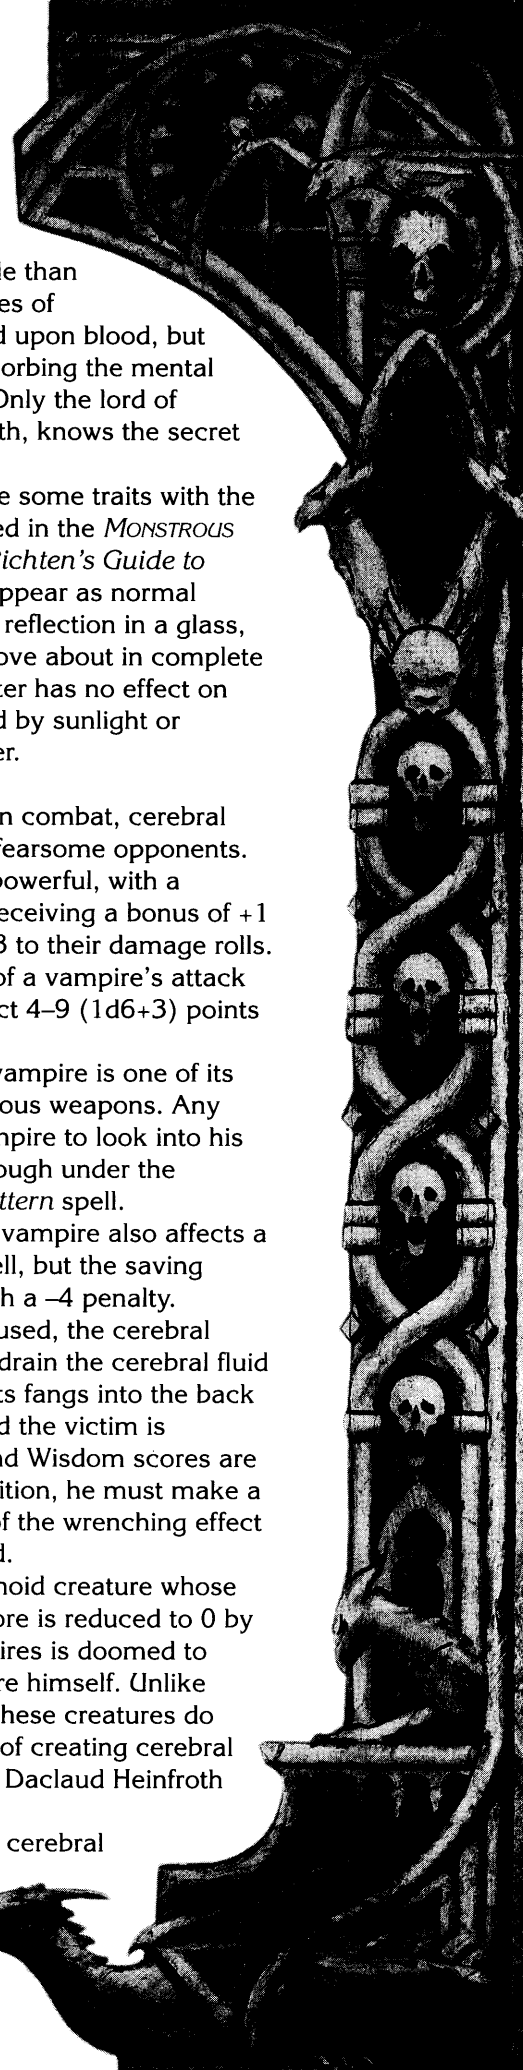 le than
es of
d upon blood, but
orbing the mental
Only the lord of
th, knows the secret
e some traits with the
ed in the MONSTROUS
Richten's Guide to
ppear as normal
reflection in a glass,
ove about in complete
ter has no effect on
d by sunlight or
er.
n combat, cerebral
fearsome opponents.
powerful, with a
eceiving a bonus of +1
3 to their damage rolls.
of a vampire's attack
ct 4–9 (1d6+3) points
vampire is one of its
ous weapons. Any
mpire to look into his
ough under the
ttern spell.
vampire also affects a
ell, but the saving
h a –4 penalty.
used, the cerebral
drain the cerebral fluid
ts fangs into the back
d the victim is
nd Wisdom scores are
ition, he must make a
of the wrenching effect
d.
noid creature whose
ore is reduced to 0 by
ires is doomed to
re himself. Unlike
hese creatures do
of creating cerebral
Daclaud Heinfroth
cerebral